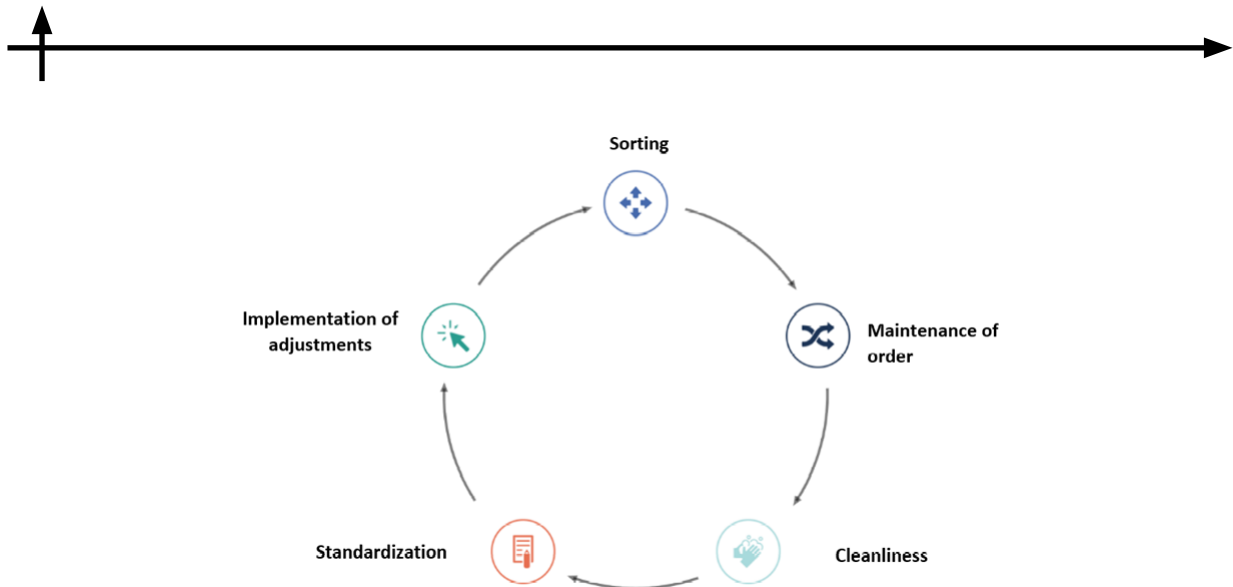 Sorting
Maintenance of
order
Cleanliness
Standardization
Implementation of
adjustments